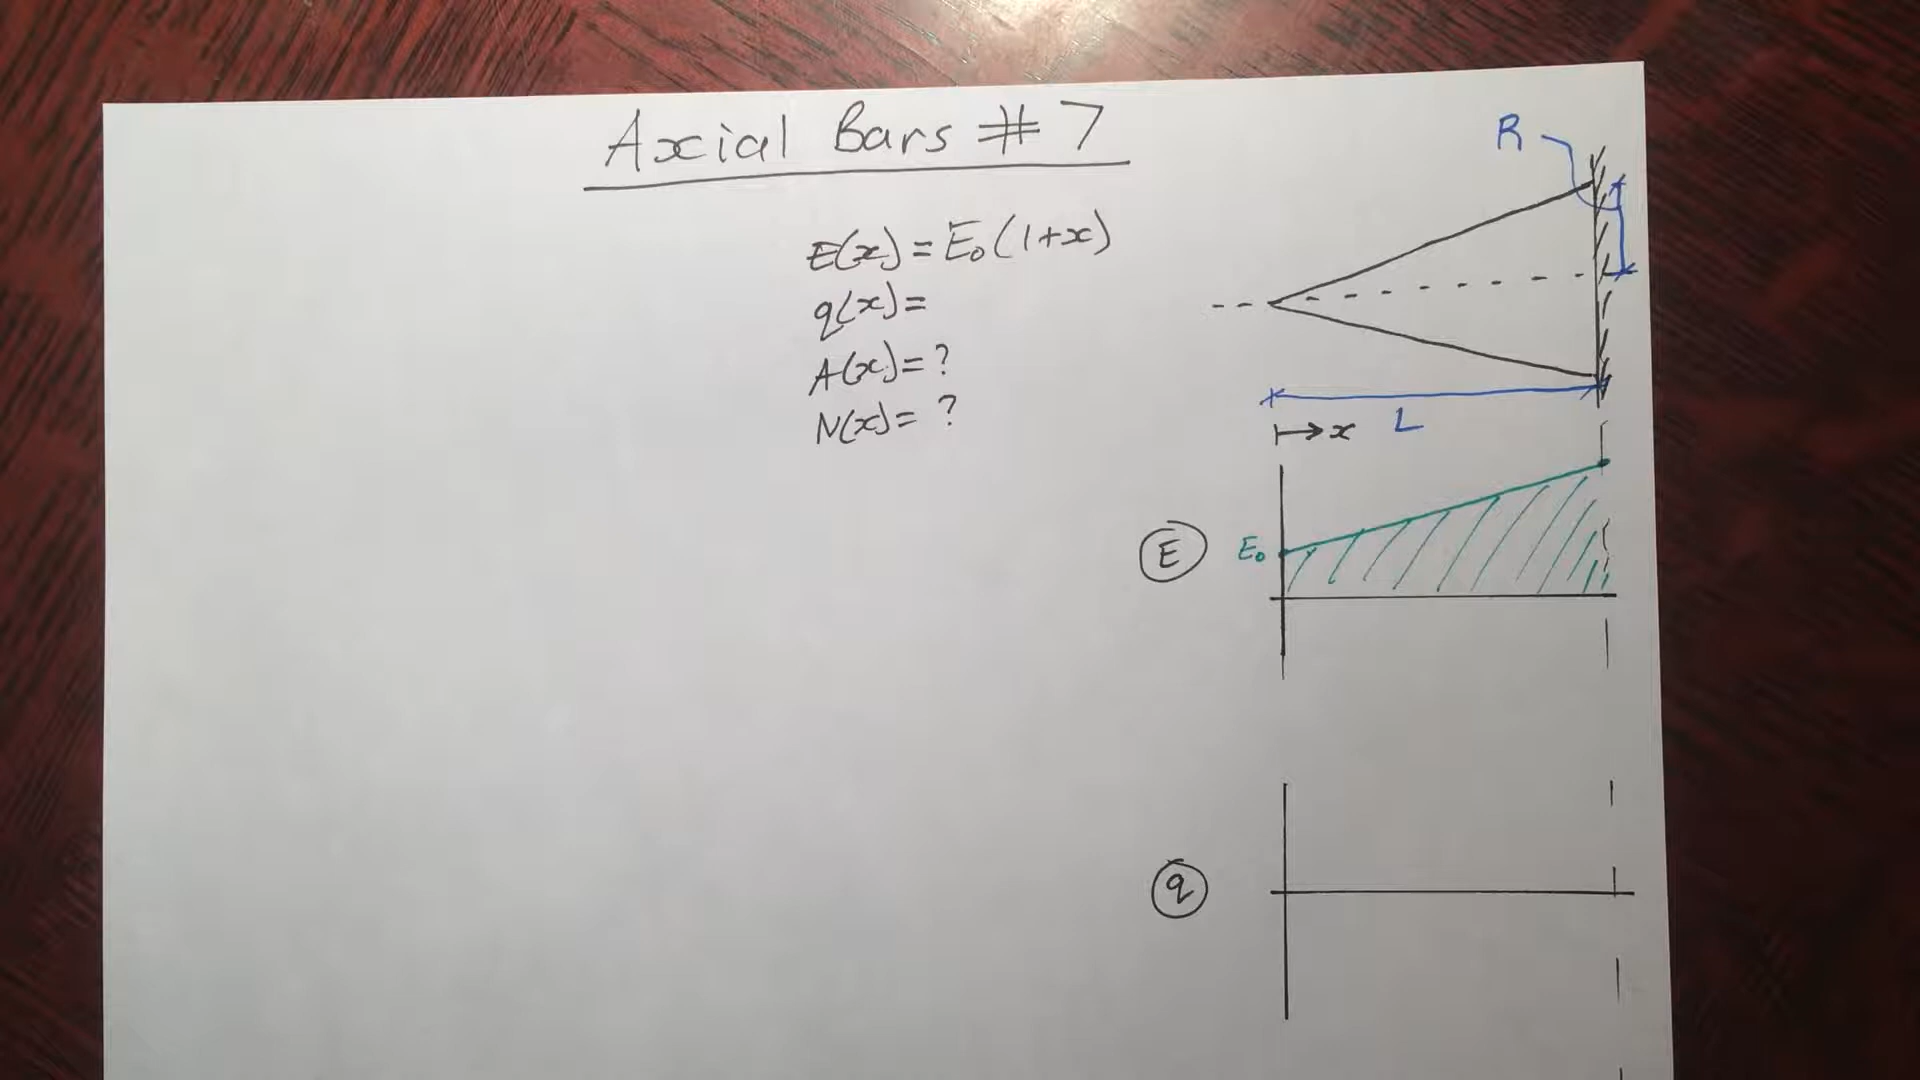 Axial Bars #7
R
E(x) = E₀(1+x)
q(x) =
A(x) = ?
N(x) = ?
L
x
E
E₀
q